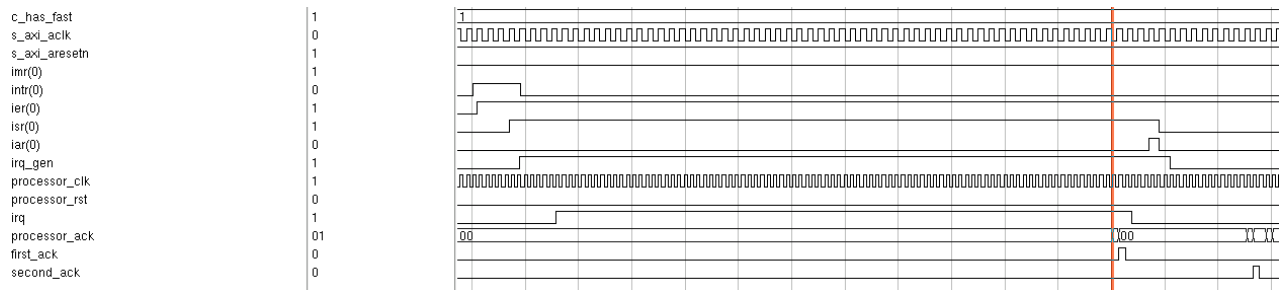 c_has_fast 1 1
s_axi_aclk 0
s_axi_aresetn 1
imr(0) 1
intr(0) 0
ier(0) 1
isr(0) 1
iar(0) 0
irq_gen 1
processor_clk 1
processor_rst 0
irq 1
processor_ack 01 00 00
first_ack 0
second_ack 0